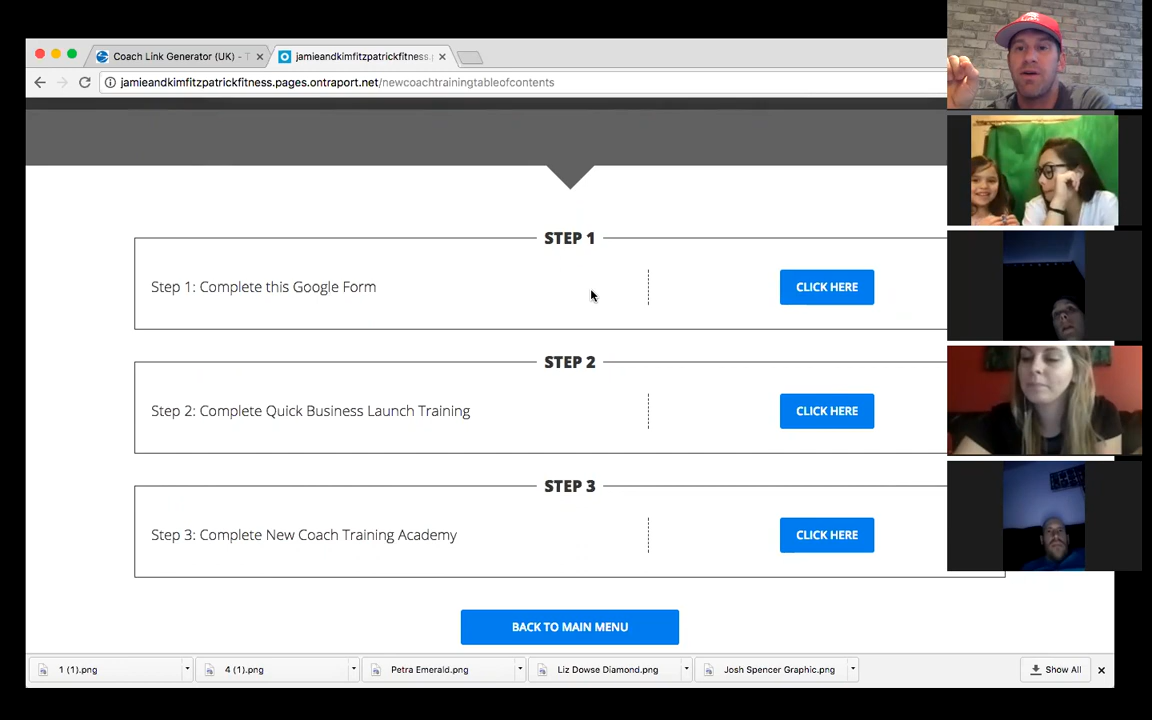 Coach Link Generator (UK) - T
jamieandkimfitzpatrickfitness.
jamieandkimfitzpatrickfitness.pages.ontraport.net/newcoachtrainingtableofcontents
STEP 1
Step 1: Complete this Google Form
CLICK HERE
STEP 2
Step 2: Complete Quick Business Launch Training
CLICK HERE
STEP 3
Step 3: Complete New Coach Training Academy
CLICK HERE
BACK TO MAIN MENU
1 (1).png
4 (1).png
Petra Emerald.png
Liz Dowse Diamond.png
Josh Spencer Graphic.png
Show All